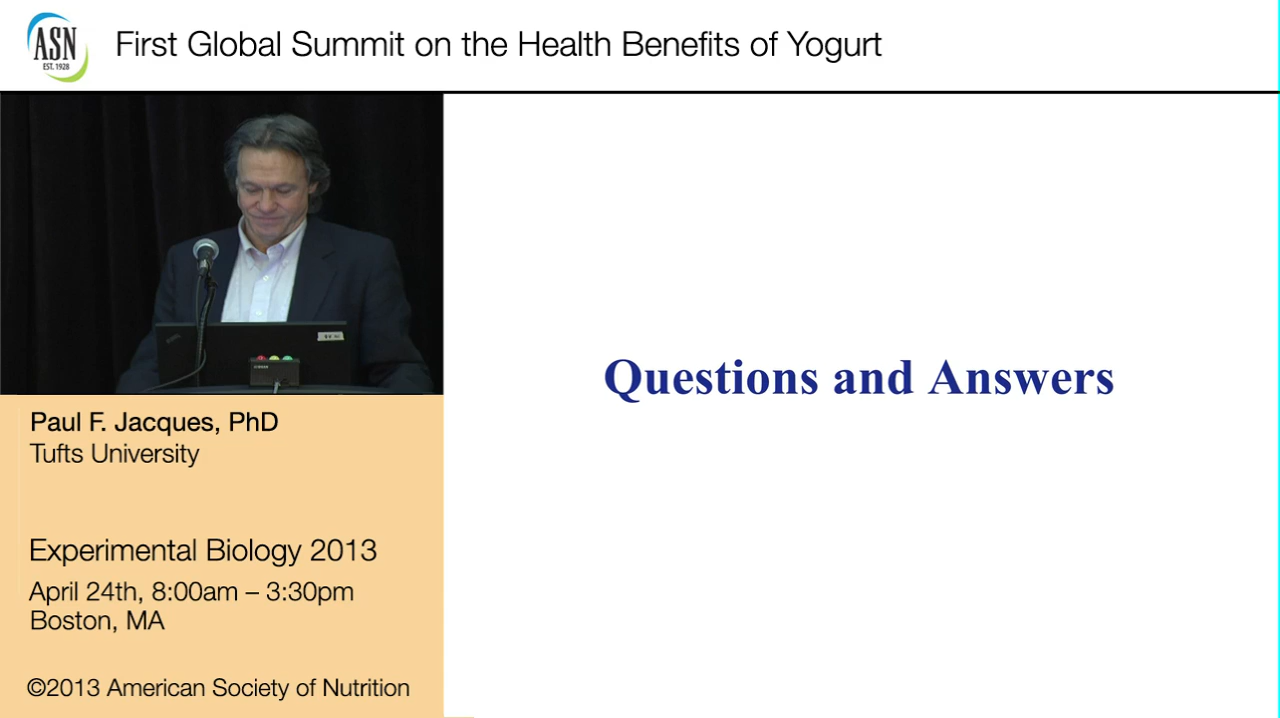 ASN
EST. 1928
First Global Summit on the Health Benefits of Yogurt
Questions and Answers
Paul F. Jacques, PhD
Tufts University
Experimental Biology 2013
April 24th, 8:00am – 3:30pm
Boston, MA
©2013 American Society of Nutrition